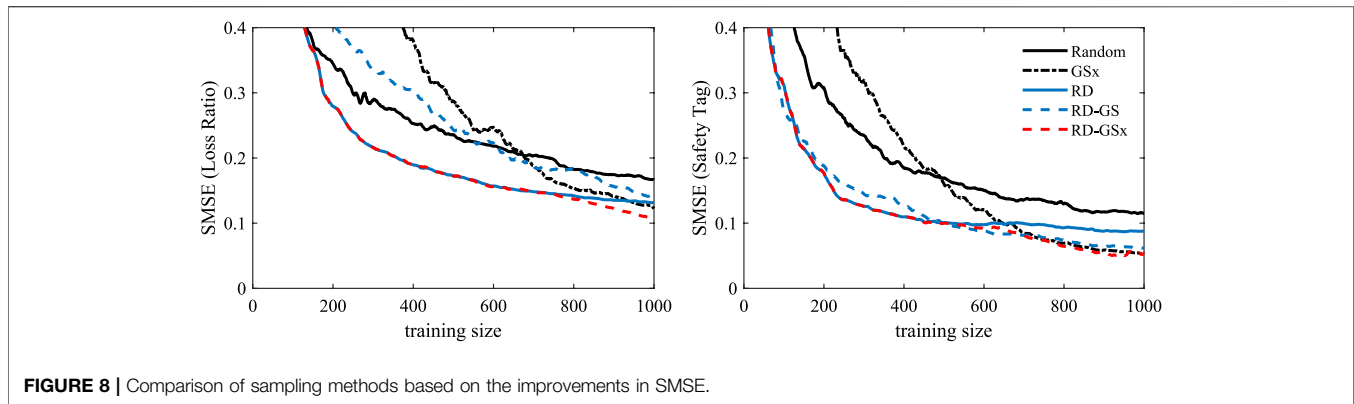 0.4
0.3
0.2
0.1
0
SMSE (Loss Ratio)
0 200 400 600 800 1000
training size
0.4
0.3
0.2
0.1
0
SMSE (Safety Tag)
0 200 400 600 800 1000
training size
Random
GSx
RD
RD-GS
RD-GSx
FIGURE 8 | Comparison of sampling methods based on the improvements in SMSE.